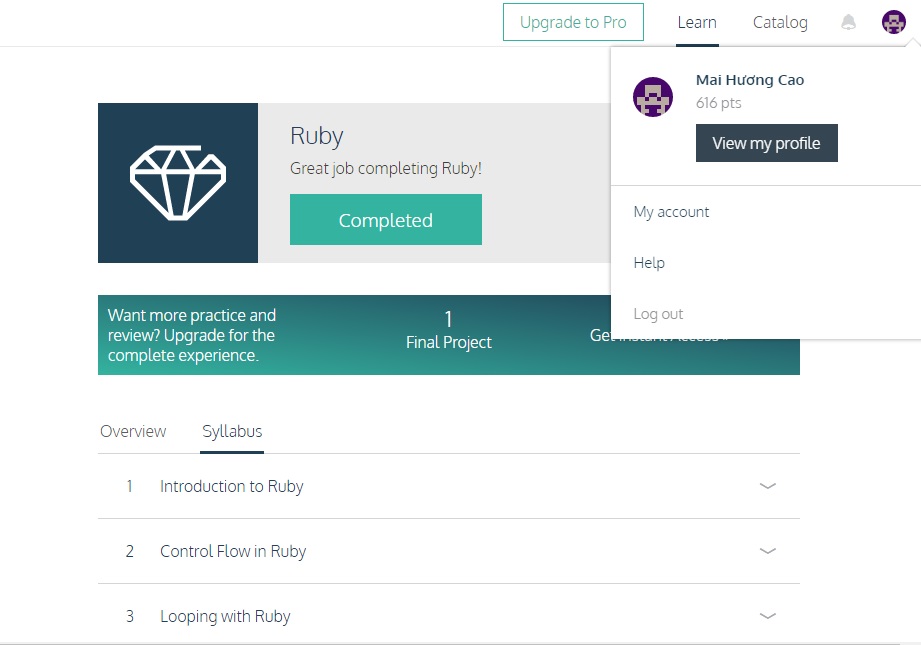 Upgrade to Pro
Learn
Catalog
Mai Hương Cao
616 pts
View my profile
My account
Help
Log out
Ruby
Great job completing Ruby!
Completed
Want more practice and
review? Upgrade for the
complete experience.
1
Final Project
Get Instant Access »
Overview
Syllabus
1 Introduction to Ruby
2 Control Flow in Ruby
3 Looping with Ruby